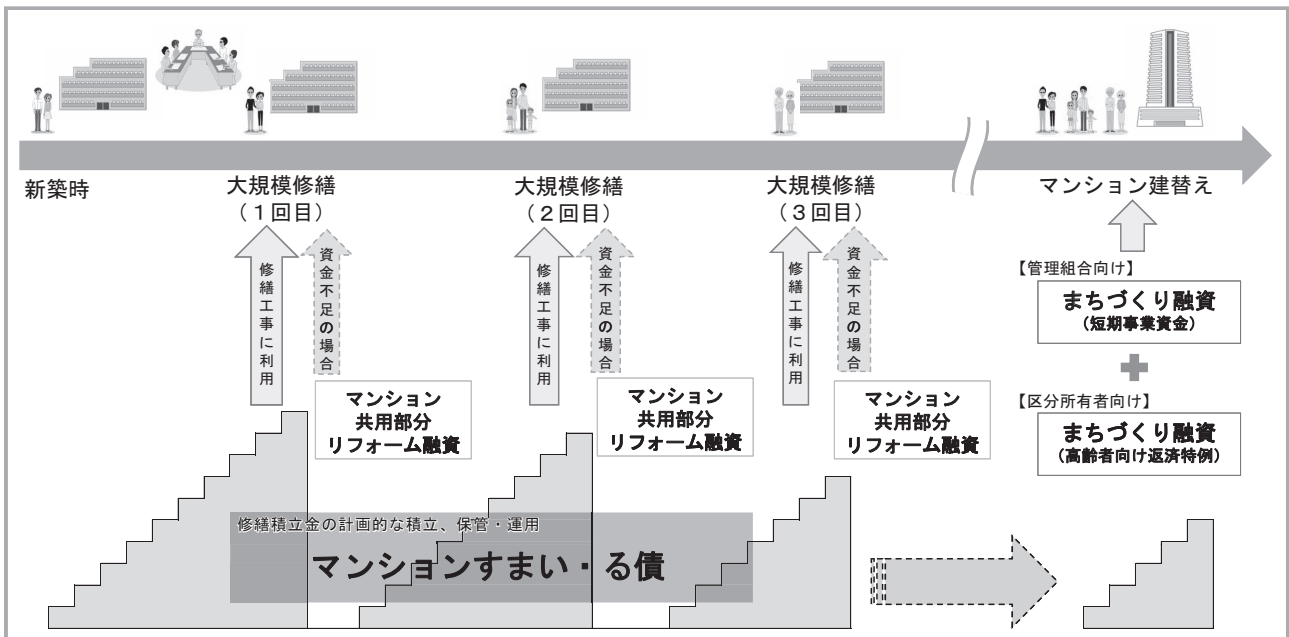 新築時
大規模修繕
(1回目)
大規模修繕
(2回目)
大規模修繕
(3回目)
マンション建替え
修繕工事に利用
資金不足の場合
修繕工事に利用
資金不足の場合
修繕工事に利用
資金不足の場合
マンション
共用部分
リフォーム融資
マンション
共用部分
リフォーム融資
マンション
共用部分
リフォーム融資
【管理組合向け】
まちづくり融資
(短期事業資金)
【区分所有者向け】
まちづくり融資
(高齢者向け返済特例)
修繕積立金の計画的な積立、保管・運用
マンションすまい・る債